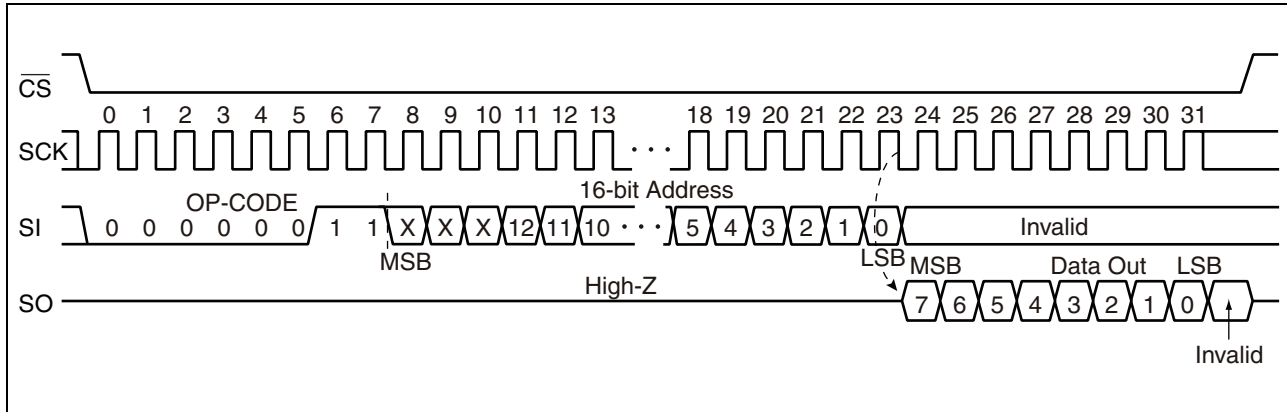 CS
0 1 2 3 4 5 6 7 8 9 10 11 12 13 18 19 20 21 22 23 24 25 26 27 28 29 30 31
SCK · · ·
OP-CODE 16-bit Address
SI 0 0 0 0 0 0 1 1 X X X 12 11 10 · · · 5 4 3 2 1 0 Invalid
MSB LSB
High-Z MSB Data Out LSB
SO 7 6 5 4 3 2 1 0
Invalid